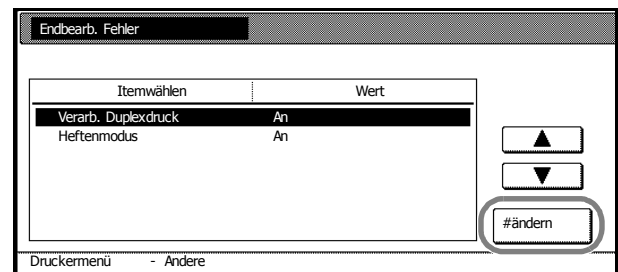 Endbearb. Fehler
Itemwählen Wert
Verarb. Duplexdruck An
Heftenmodus An
#ändern
Druckermenü - Andere